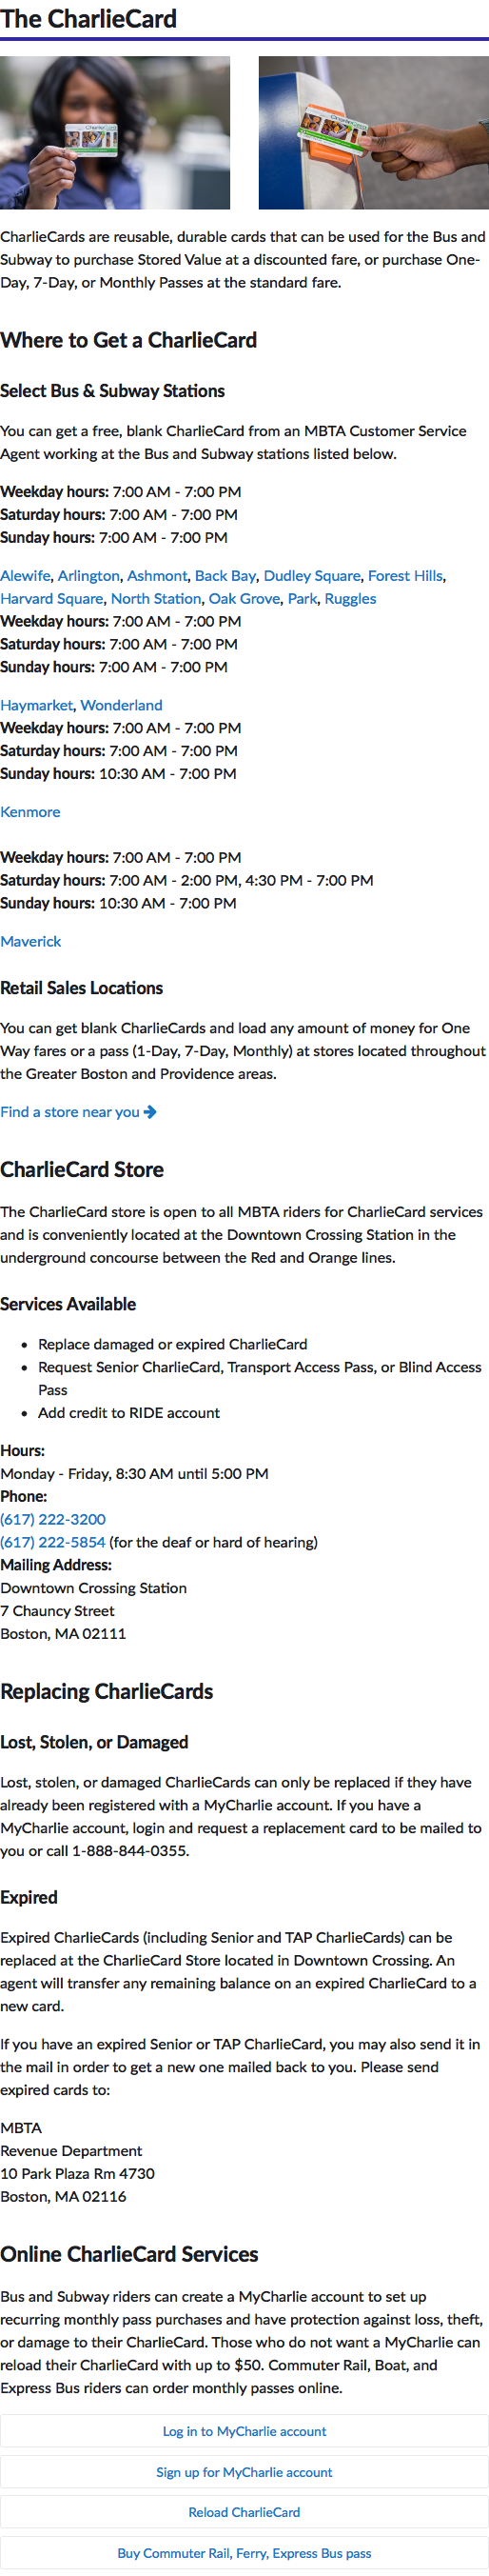 The CharlieCard
CharlieCard
CharlieCard
CharlieCards are reusable, durable cards that can be used for the Bus and
Subway to purchase Stored Value at a discounted fare, or purchase One-
Day, 7-Day, or Monthly Passes at the standard fare.
Where to Get a CharlieCard
Select Bus & Subway Stations
You can get a free, blank CharlieCard from an MBTA Customer Service
Agent working at the Bus and Subway stations listed below.
Weekday hours: 7:00 AM - 7:00 PM
Saturday hours: 7:00 AM - 7:00 PM
Sunday hours: 7:00 AM - 7:00 PM
Alewife, Arlington, Ashmont, Back Bay, Dudley Square, Forest Hills,
Harvard Square, North Station, Oak Grove, Park, Ruggles
Weekday hours: 7:00 AM - 7:00 PM
Saturday hours: 7:00 AM - 7:00 PM
Sunday hours: 7:00 AM - 7:00 PM
Haymarket, Wonderland
Weekday hours: 7:00 AM - 7:00 PM
Saturday hours: 7:00 AM - 7:00 PM
Sunday hours: 10:30 AM - 7:00 PM
Kenmore
Weekday hours: 7:00 AM - 7:00 PM
Saturday hours: 7:00 AM - 2:00 PM, 4:30 PM - 7:00 PM
Sunday hours: 10:30 AM - 7:00 PM
Maverick
Retail Sales Locations
You can get blank CharlieCards and load any amount of money for One
Way fares or a pass (1-Day, 7-Day, Monthly) at stores located throughout
the Greater Boston and Providence areas.
Find a store near you
CharlieCard Store
The CharlieCard store is open to all MBTA riders for CharlieCard services
and is conveniently located at the Downtown Crossing Station in the
underground concourse between the Red and Orange lines.
Services Available
• Replace damaged or expired CharlieCard
• Request Senior CharlieCard, Transport Access Pass, or Blind Access
Pass
• Add credit to RIDE account
Hours:
Monday - Friday, 8:30 AM until 5:00 PM
Phone:
(617) 222-3200
(617) 222-5854 (for the deaf or hard of hearing)
Mailing Address:
Downtown Crossing Station
7 Chauncy Street
Boston, MA 02111
Replacing CharlieCards
Lost, Stolen, or Damaged
Lost, stolen, or damaged CharlieCards can only be replaced if they have
already been registered with a MyCharlie account. If you have a
MyCharlie account, login and request a replacement card to be mailed to
you or call 1-888-844-0355.
Expired
Expired CharlieCards (including Senior and TAP CharlieCards) can be
replaced at the CharlieCard Store located in Downtown Crossing. An
agent will transfer any remaining balance on an expired CharlieCard to a
new card.
If you have an expired Senior or TAP CharlieCard, you may also send it in
the mail in order to get a new one mailed back to you. Please send
expired cards to:
MBTA
Revenue Department
10 Park Plaza Rm 4730
Boston, MA 02116
Online CharlieCard Services
Bus and Subway riders can create a MyCharlie account to set up
recurring monthly pass purchases and have protection against loss, theft,
or damage to their CharlieCard. Those who do not want a MyCharlie can
reload their CharlieCard with up to $50. Commuter Rail, Boat, and
Express Bus riders can order monthly passes online.
Log in to MyCharlie account
Sign up for MyCharlie account
Reload CharlieCard
Buy Commuter Rail, Ferry, Express Bus pass